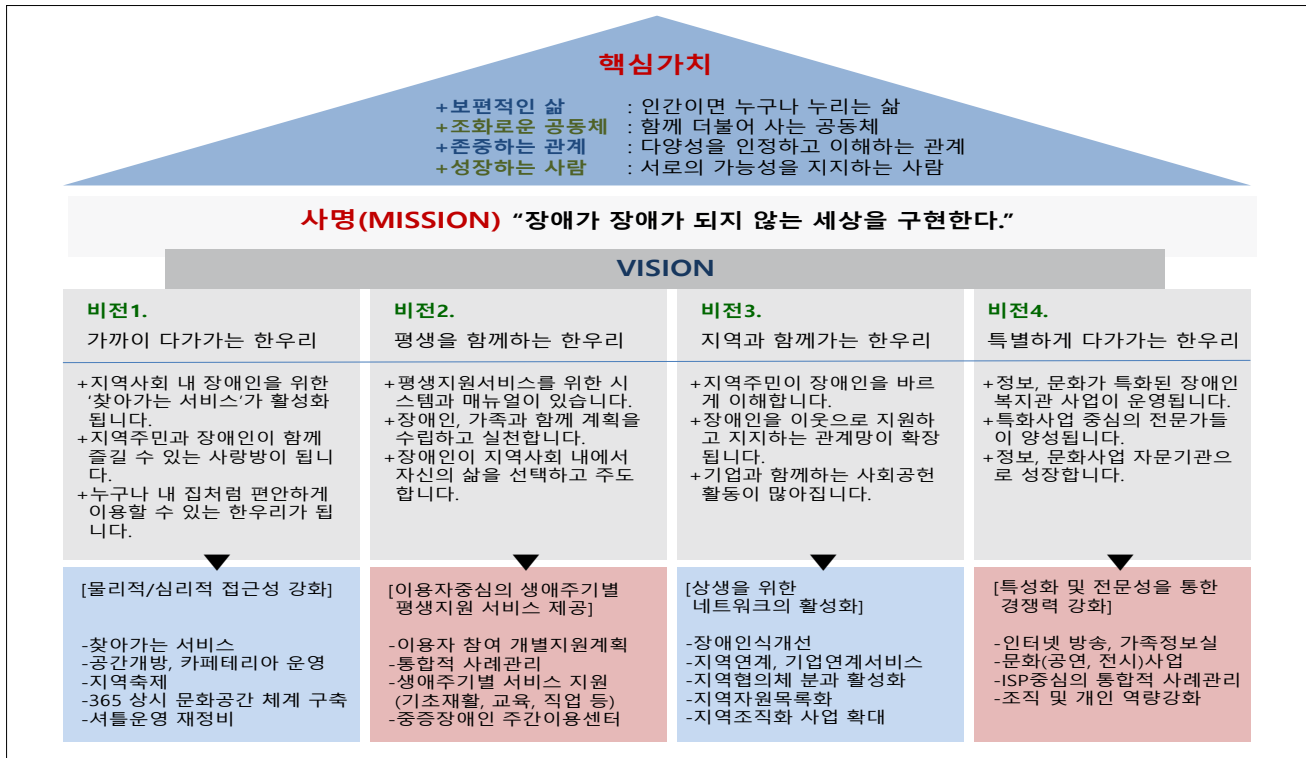 핵심가치
+보편적인 삶 : 인간이면 누구나 누리는 삶
+조화로운 공동체 : 함께 더불어 사는 공동체
+존중하는 관계 : 다양성을 인정하고 이해하는 관계
+성장하는 사람 : 서로의 가능성을 지지하는 사람
사명(MISSION) “장애가 장애가 되지 않는 세상을 구현한다.”
VISION
비전1.
가까이 다가가는 한우리
+지역사회 내 장애인을 위한
‘찾아가는 서비스’가 활성화
됩니다.
+지역주민과 장애인이 함께
즐길 수 있는 사랑방이 됩니
다.
+누구나 내 집처럼 편안하게
이용할 수 있는 한우리가 됩
니다.
[물리적/심리적 접근성 강화]
-찾아가는 서비스
-공간개방, 카페테리아 운영
-지역축제
-365 상시 문화공간 체계 구축
-셔틀운영 재정비
비전2.
평생을 함께하는 한우리
+평생지원서비스를 위한 시
스템과 매뉴얼이 있습니다.
+장애인, 가족과 함께 계획을
수립하고 실천합니다.
+장애인이 지역사회 내에서
자신의 삶을 선택하고 주도
합니다.
[이용자중심의 생애주기별
평생지원 서비스 제공]
-이용자 참여 개별지원계획
-통합적 사례관리
-생애주기별 서비스 지원
(기초재활, 교육, 직업 등)
-중증장애인 주간이용센터
비전3.
지역과 함께가는 한우리
+지역주민이 장애인을 바르
게 이해합니다.
+장애인을 이웃으로 지원하
고 지지하는 관계망이 확장
됩니다.
+기업과 함께하는 사회공헌
활동이 많아집니다.
[상생을 위한
네트워크의 활성화]
-장애인식개선
-지역연계, 기업연계서비스
-지역협의체 분과 활성화
-지역자원목록화
-지역조직화 사업 확대
비전4.
특별하게 다가가는 한우리
+정보, 문화가 특화된 장애인
복지관 사업이 운영됩니다.
+특화사업 중심의 전문가들
이 양성됩니다.
+정보, 문화사업 자문기관으
로 성장합니다.
[특성화 및 전문성을 통한
경쟁력 강화]
-인터넷 방송, 가족정보실
-문화(공연, 전시)사업
-ISP중심의 통합적 사례관리
-조직 및 개인 역량강화